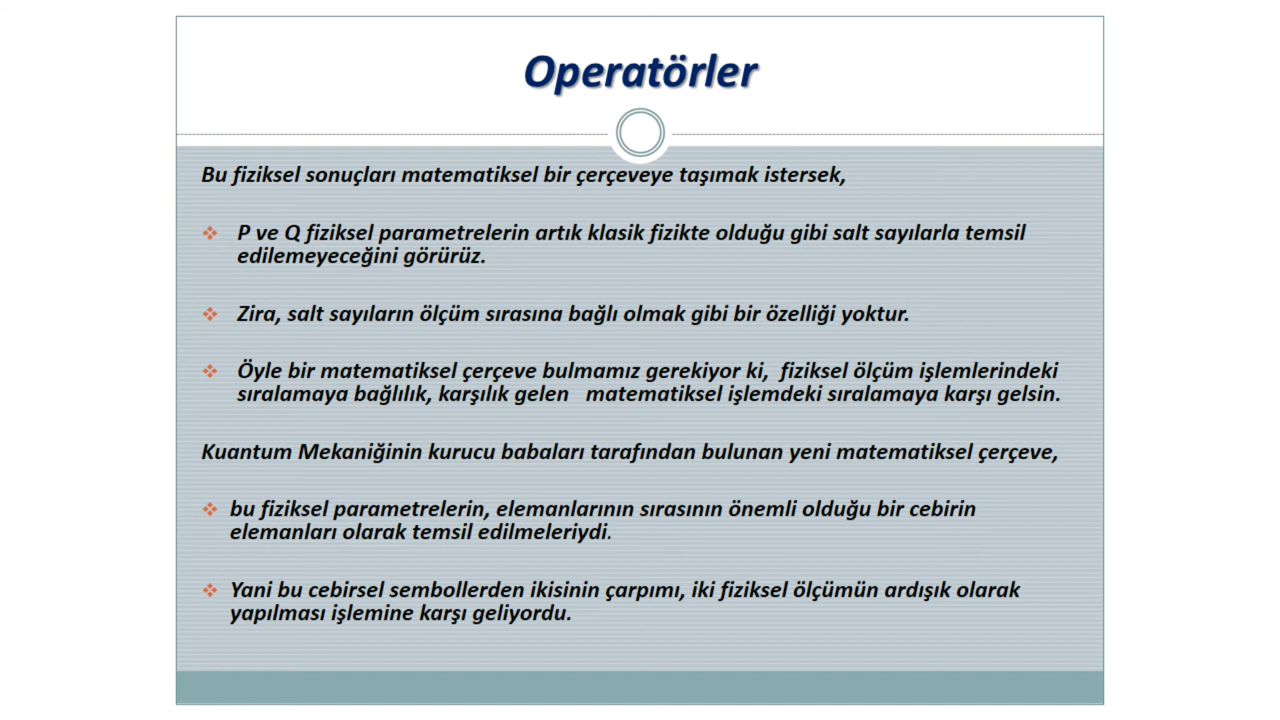 Operatörler
Bu fiziksel sonuçları matematiksel bir çerçeveye taşımak istersek,
P ve Q fiziksel parametrelerin artık klasik fizikte olduğu gibi salt sayılarla temsil
edilemeyeceğini görürüz.
Zira, salt sayıların ölçüm sırasına bağlı olmak gibi bir özelliği yoktur.
Öyle bir matematiksel çerçeve bulmamız gerekiyor ki, fiziksel ölçüm işlemlerindeki
sıralamaya bağlılık, karşılık gelen matematiksel işlemdeki sıralamaya karşı gelsin.
Kuantum Mekaniğinin kurucu babaları tarafından bulunan yeni matematiksel çerçeve,
bu fiziksel parametrelerin, elemanlarının sırasının önemli olduğu bir cebirin
elemanları olarak temsil edilmeleriydi.
Yani bu cebirsel sembollerden ikisinin çarpımı, iki fiziksel ölçümün ardışık olarak
yapılması işlemine karşı geliyordu.